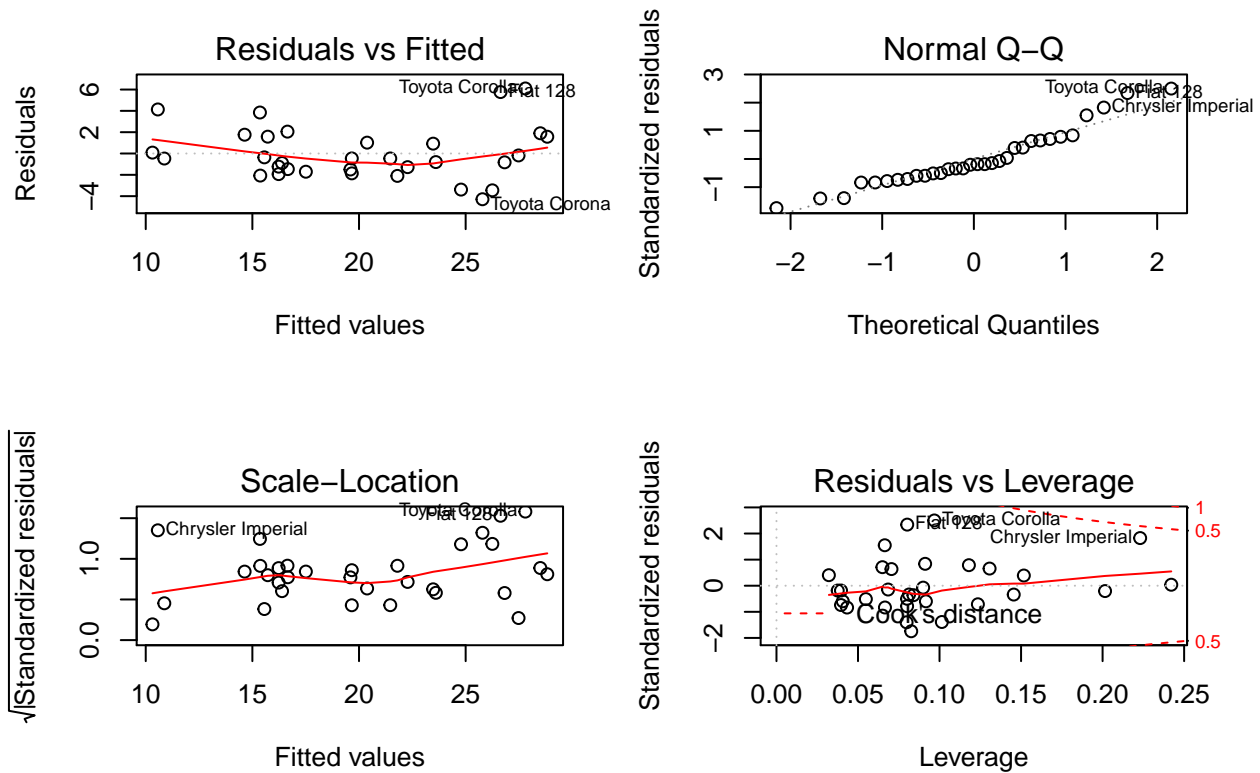 Residuals vs Fitted
Residuals
6
2
−4
Toyota Corolla
Fiat 128
Toyota Corona
10
15
20
25
Fitted values
Normal Q−Q
Standardized residuals
3
1
−1
Toyota Corolla
Fiat 128
Chrysler Imperial
−2
−1
0
1
2
Theoretical Quantiles
Scale−Location
√|Standardized residuals|
1.0
0.0
Toyota Corolla
Fiat 128
Chrysler Imperial
10
15
20
25
Fitted values
Residuals vs Leverage
Standardized residuals
2
0
−2
1
0.5
0.5
Fiat 128
Toyota Corolla
Chrysler Imperial
Cook's distance
0.00
0.05
0.10
0.15
0.20
0.25
Leverage